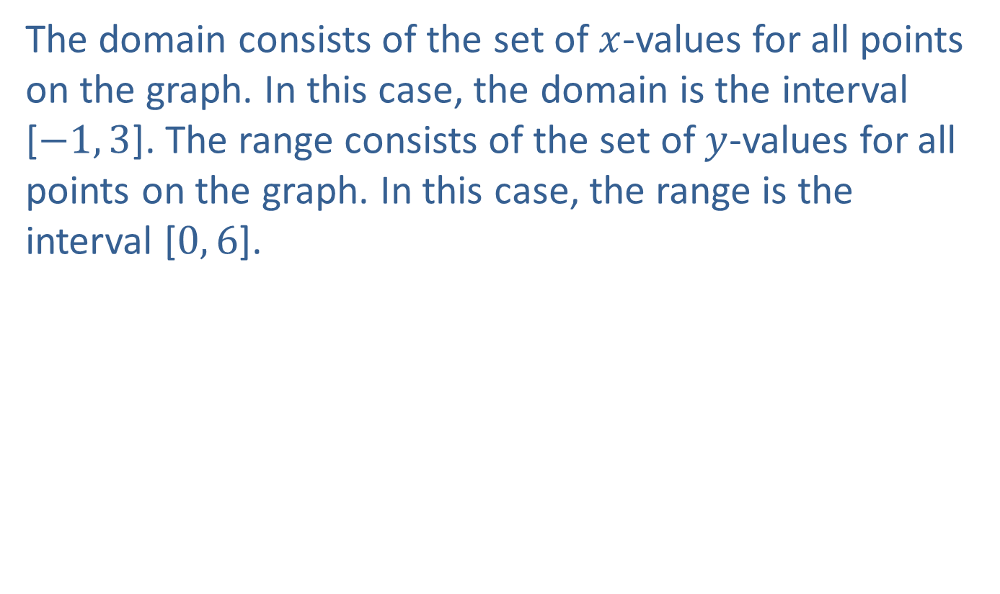 The domain consists of the set of 𝑥-values for all points
on the graph. In this case, the domain is the interval
[−1, 3]. The range consists of the set of 𝑦-values for all
points on the graph. In this case, the range is the
interval [0, 6].